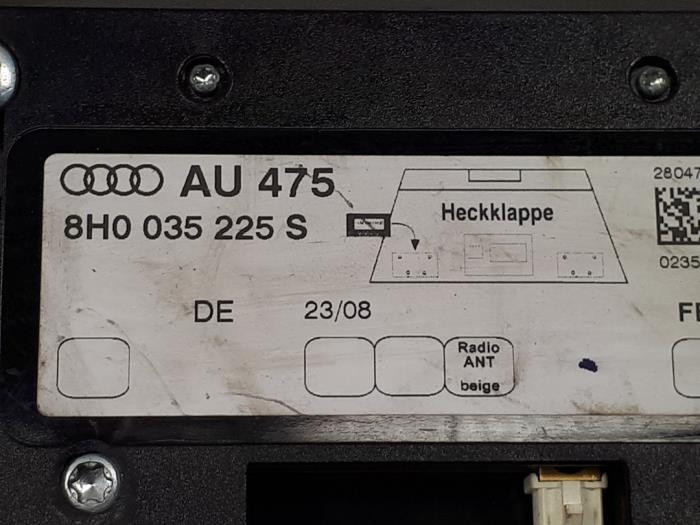 AU 475
8H0 035 225 S
Heckklappe
28047
0235
DE 23/08
Radio
ANT
beige